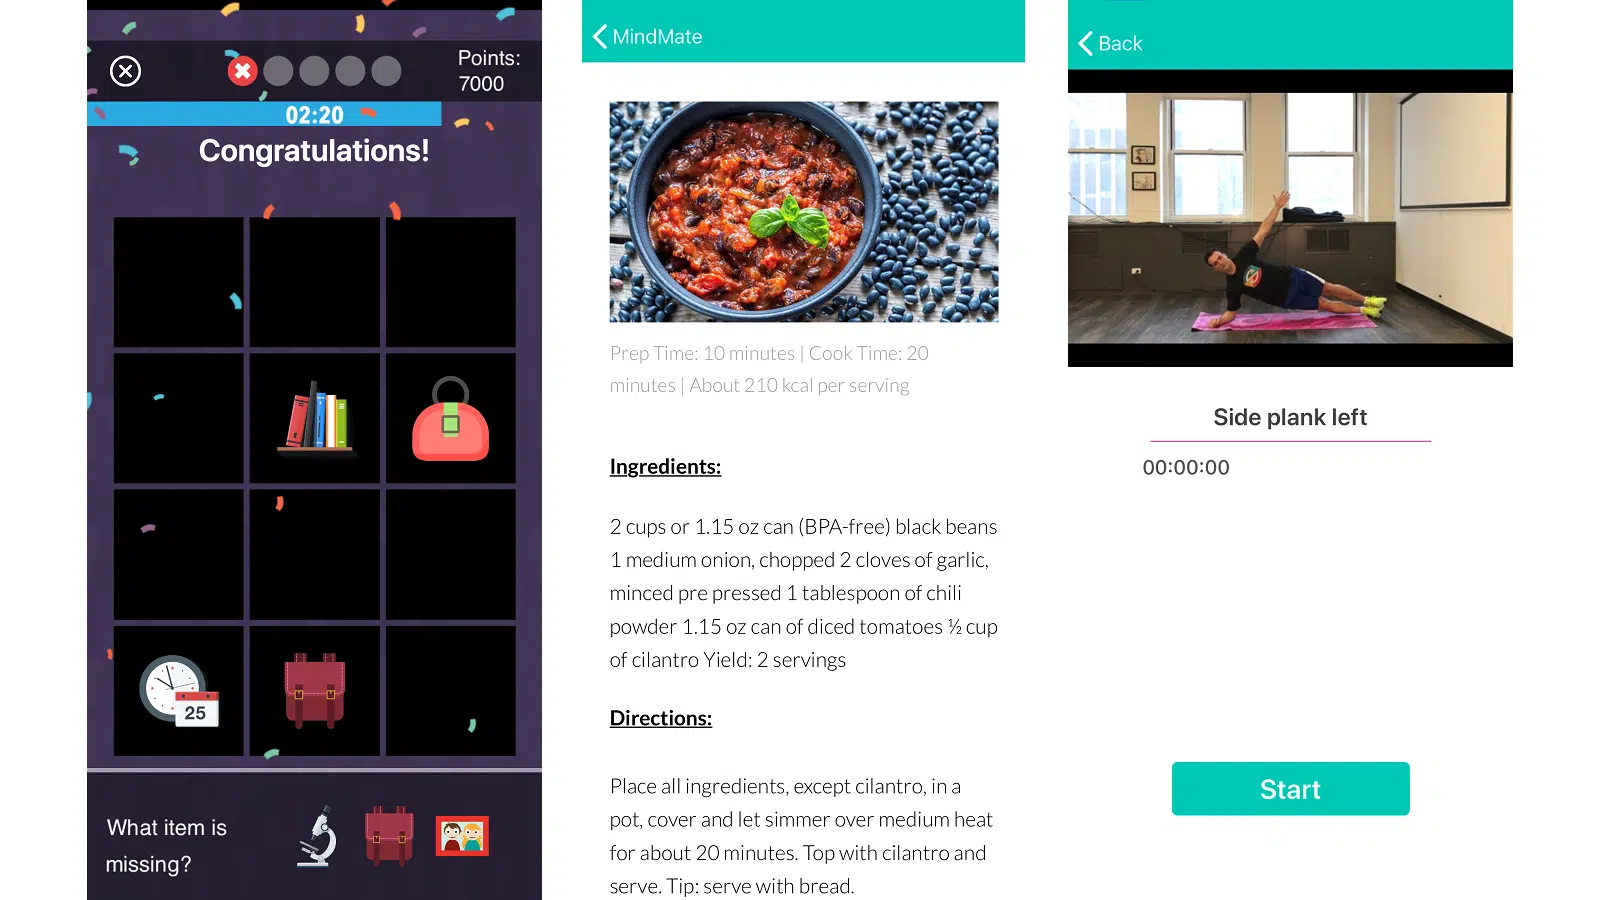 Points:
7000
02:20
Congratulations!
25
What item is
missing?
MindMate
Prep Time: 10 minutes | Cook Time: 20
minutes | About 210 kcal per serving
Ingredients:
2 cups or 1.15 oz can (BPA-free) black beans
1 medium onion, chopped 2 cloves of garlic,
minced pre pressed 1 tablespoon of chili
powder 1.15 oz can of diced tomatoes ½ cup
of cilantro Yield: 2 servings
Directions:
Place all ingredients, except cilantro, in a
pot, cover and let simmer over medium heat
for about 20 minutes. Top with cilantro and
serve. Tip: serve with bread.
Back
Side plank left
00:00:00
Start